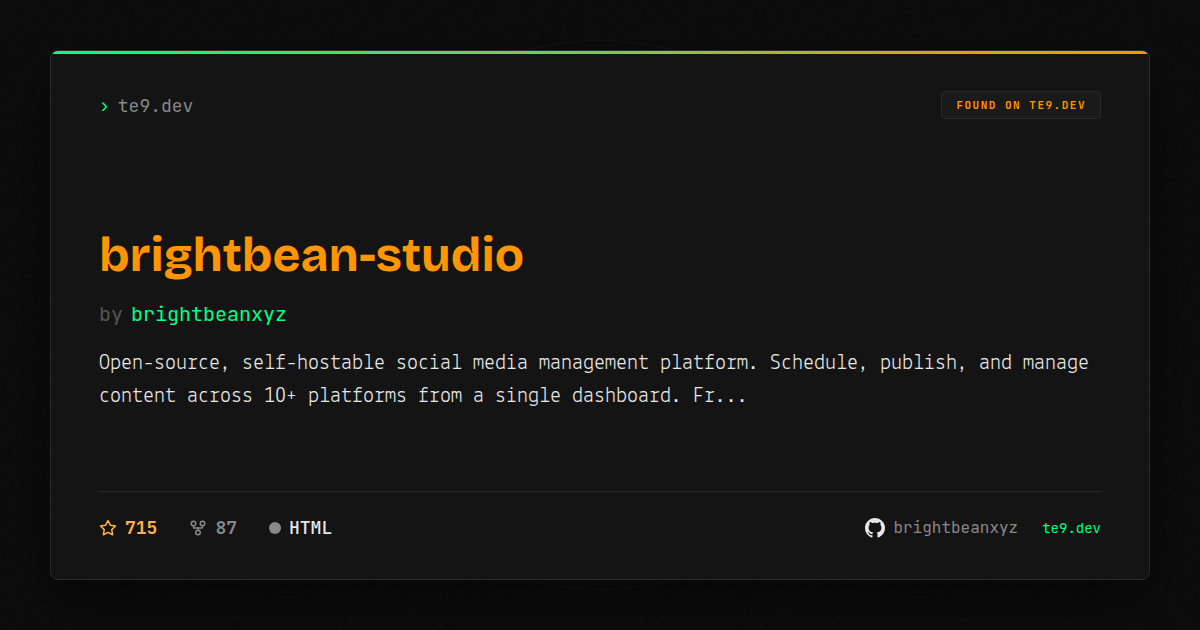 › te9.dev
FOUND ON TE9.DEV
brightbean-studio
by brightbeanxyz
Open-source, self-hostable social media management platform. Schedule, publish, and manage
content across 10+ platforms from a single dashboard. Fr...
715 87 HTML
brightbeanxyz te9.dev